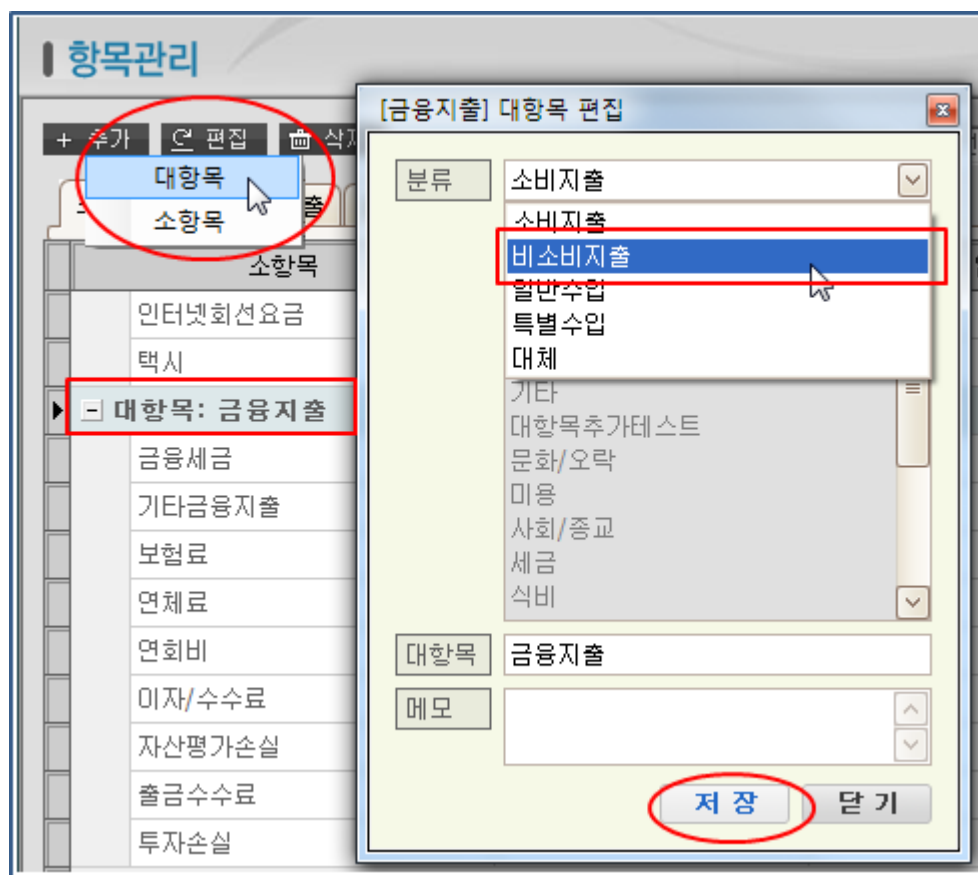 항목관리
+ 추가 편집
대항목
소항목
소항목
인터넷회선요금
택시
대항목: 금융지출
금융세금
기타금융지출
보험료
연체료
연회비
이자/수수료
자산평가손실
출금수수료
투자손실
[금융지출] 대항목 편집
분류 소비지출
소비지출
비소비지출
일반수입
특별수입
대체
기타
대항목추가테스트
문화/오락
미용
사회/종교
세금
식비
대항목 금융지출
메모
저 장 닫 기